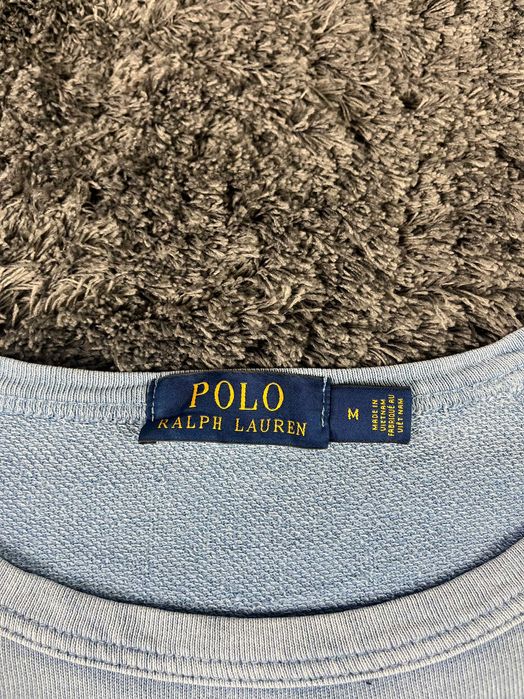 POLO
RALPH LAUREN
M
MADE IN
VIETNAM
FABRIQUÉ AU
VIÊT NAM